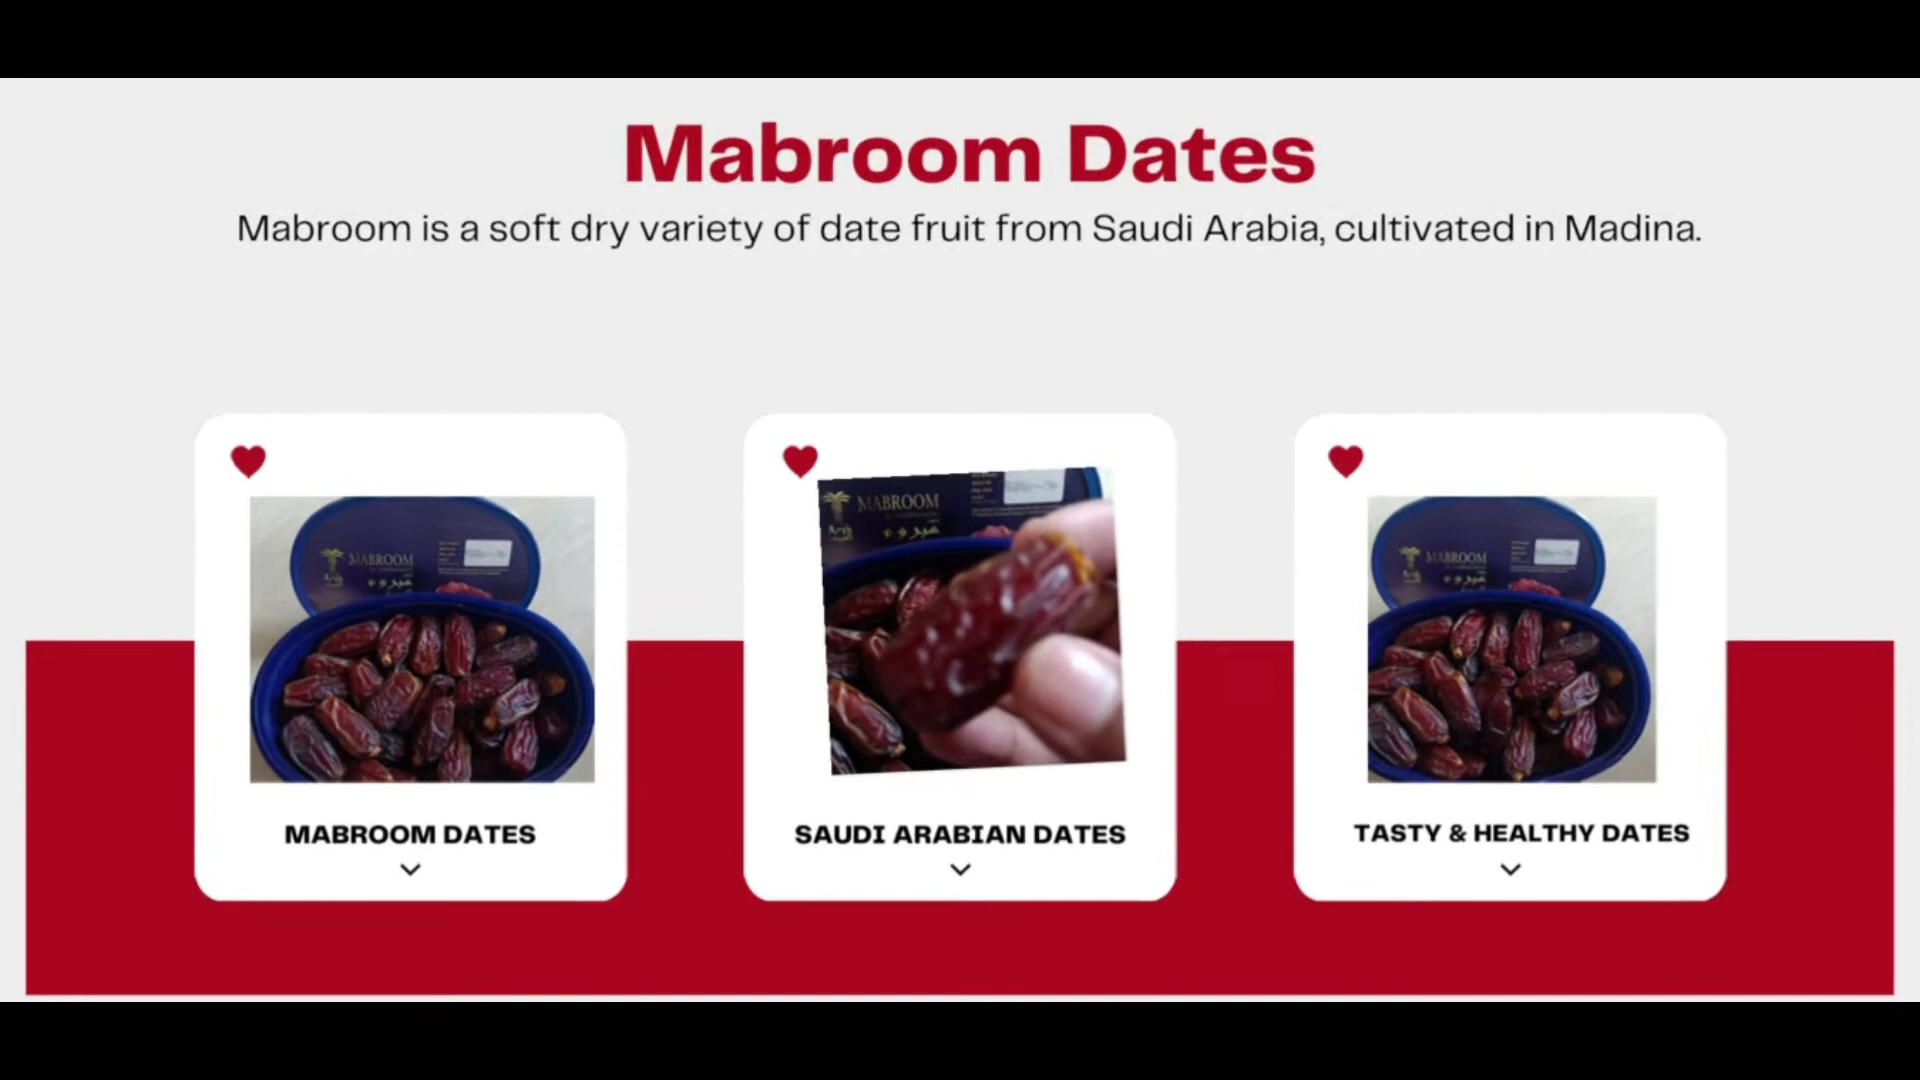 Mabroom Dates
Mabroom is a soft dry variety of date fruit from Saudi Arabia, cultivated in Madina.
MABROOM
MABROOM
MABROOM
MABROOM DATES
SAUDI ARABIAN DATES
TASTY & HEALTHY DATES